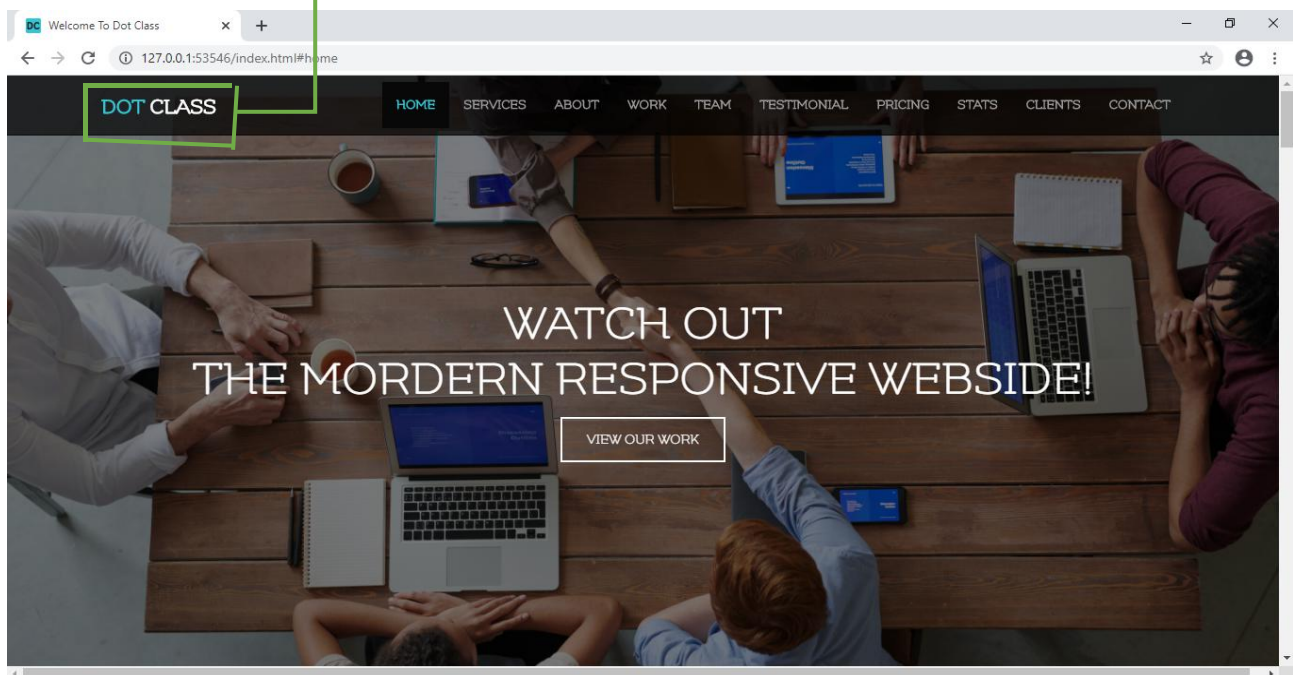 DC Welcome To Dot Class
127.0.0.1:53546/index.html#home
DOT CLASS
HOME SERVICES ABOUT WORK TEAM TESTIMONIAL PRICING STATS CLIENTS CONTACT
WATCH OUT
THE MORDERN RESPONSIVE WEBSIDE!
VIEW OUR WORK